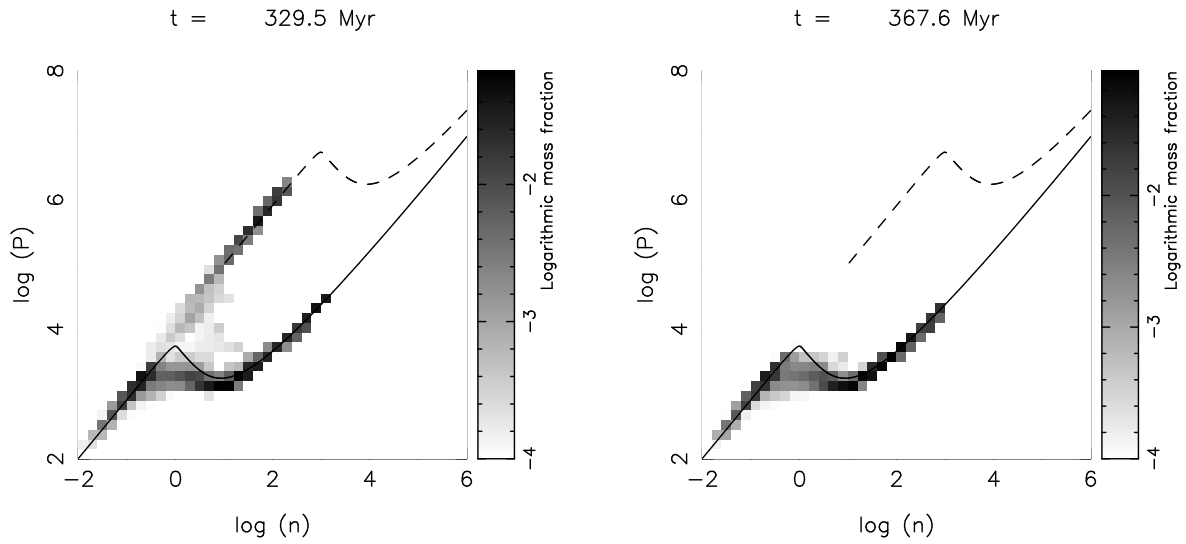 t = 329.5 Myr
8
6
4
2
log (P)
−2 0 2 4 6
log (n)
−2
−3
−4
Logarithmic mass fraction
t = 367.6 Myr
8
6
4
2
log (P)
−2 0 2 4 6
log (n)
−2
−3
−4
Logarithmic mass fraction